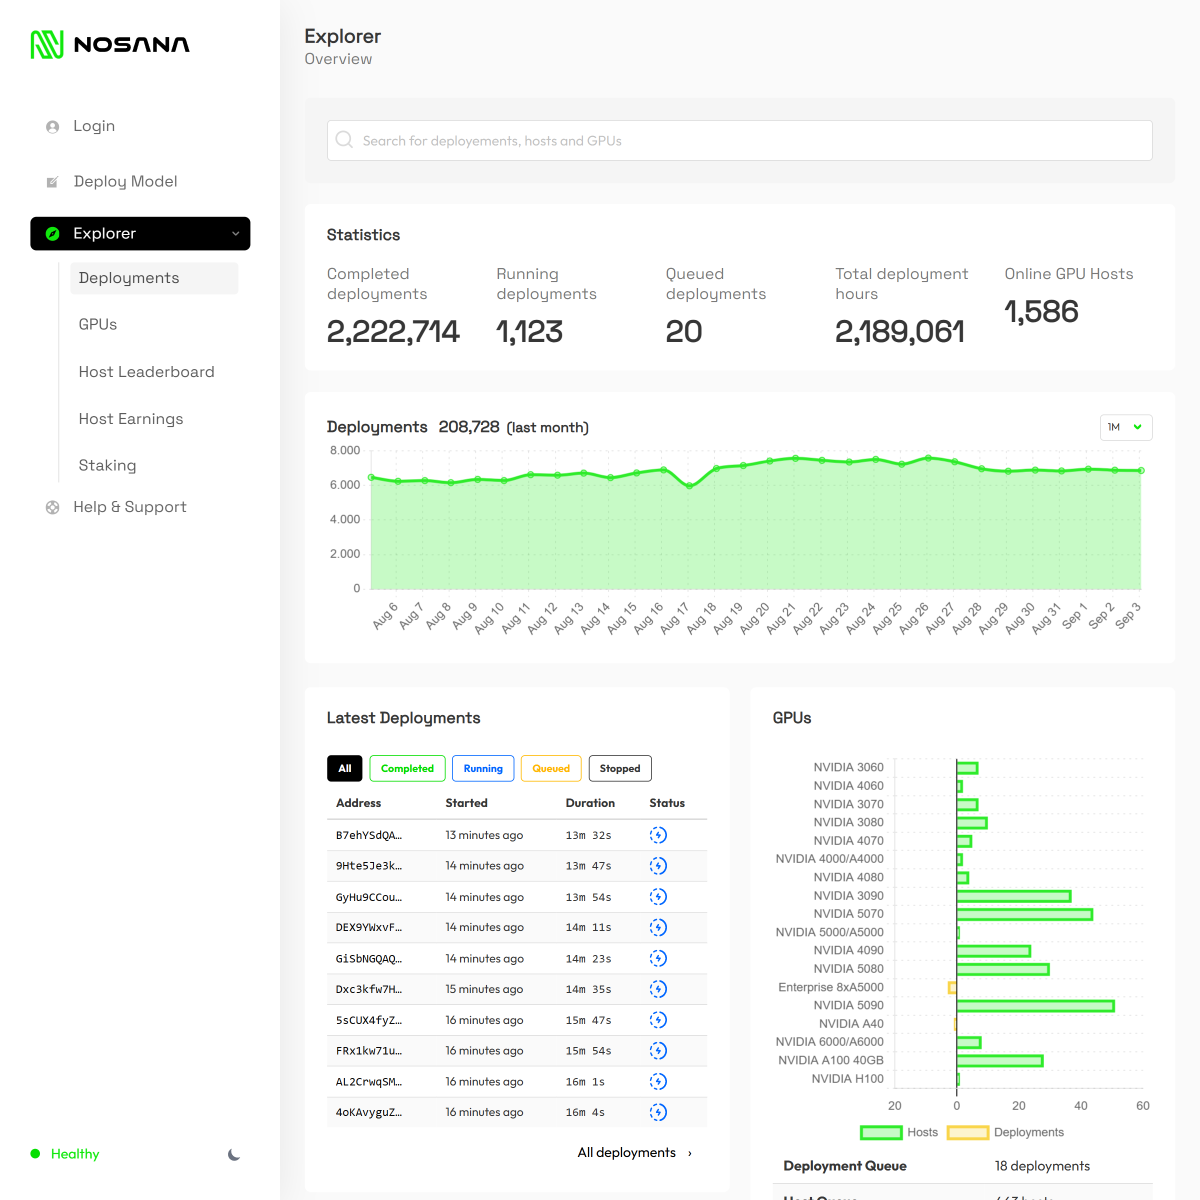 NOSANA
Login
Deploy Model
Explorer
Deployments
GPUs
Host Leaderboard
Host Earnings
Staking
Help & Support
Healthy
Explorer
Overview
Search for deployements, hosts and GPUs
Statistics
Completed deployments
2,222,714
Running deployments
1,123
Queued deployments
20
Total deployment hours
2,189,061
Online GPU Hosts
1,586
Deployments 208,728 (last month)
1M
8.000
6.000
4.000
2.000
0
Aug 6 Aug 7 Aug 8 Aug 9 Aug 10 Aug 11 Aug 12 Aug 13 Aug 14 Aug 15 Aug 16 Aug 17 Aug 18 Aug 19 Aug 20 Aug 21 Aug 22 Aug 23 Aug 24 Aug 25 Aug 26 Aug 27 Aug 28 Aug 29 Aug 30 Aug 31 Sep 1 Sep 2 Sep 3
Latest Deployments
All Completed Running Queued Stopped
Address Started Duration Status
B7ehYSdQA… 13 minutes ago 13m 32s
9Hte5Je3k… 14 minutes ago 13m 47s
GyHu9CCou… 14 minutes ago 13m 54s
DEX9YWxvF… 14 minutes ago 14m 11s
GiSbNGQAQ… 14 minutes ago 14m 23s
Dxc3kfw7H… 15 minutes ago 14m 35s
5sCUX4fyZ… 16 minutes ago 15m 47s
FRx1kw71u… 16 minutes ago 15m 54s
AL2CrwqSM… 16 minutes ago 16m 1s
4oKAvyguZ… 16 minutes ago 16m 4s
All deployments ›
GPUs
NVIDIA 3060
NVIDIA 4060
NVIDIA 3070
NVIDIA 3080
NVIDIA 4070
NVIDIA 4000/A4000
NVIDIA 4080
NVIDIA 3090
NVIDIA 5070
NVIDIA 5000/A5000
NVIDIA 4090
NVIDIA 5080
Enterprise 8xA5000
NVIDIA 5090
NVIDIA A40
NVIDIA 6000/A6000
NVIDIA A100 40GB
NVIDIA H100
20 0 20 40 60
Hosts Deployments
Deployment Queue 18 deployments